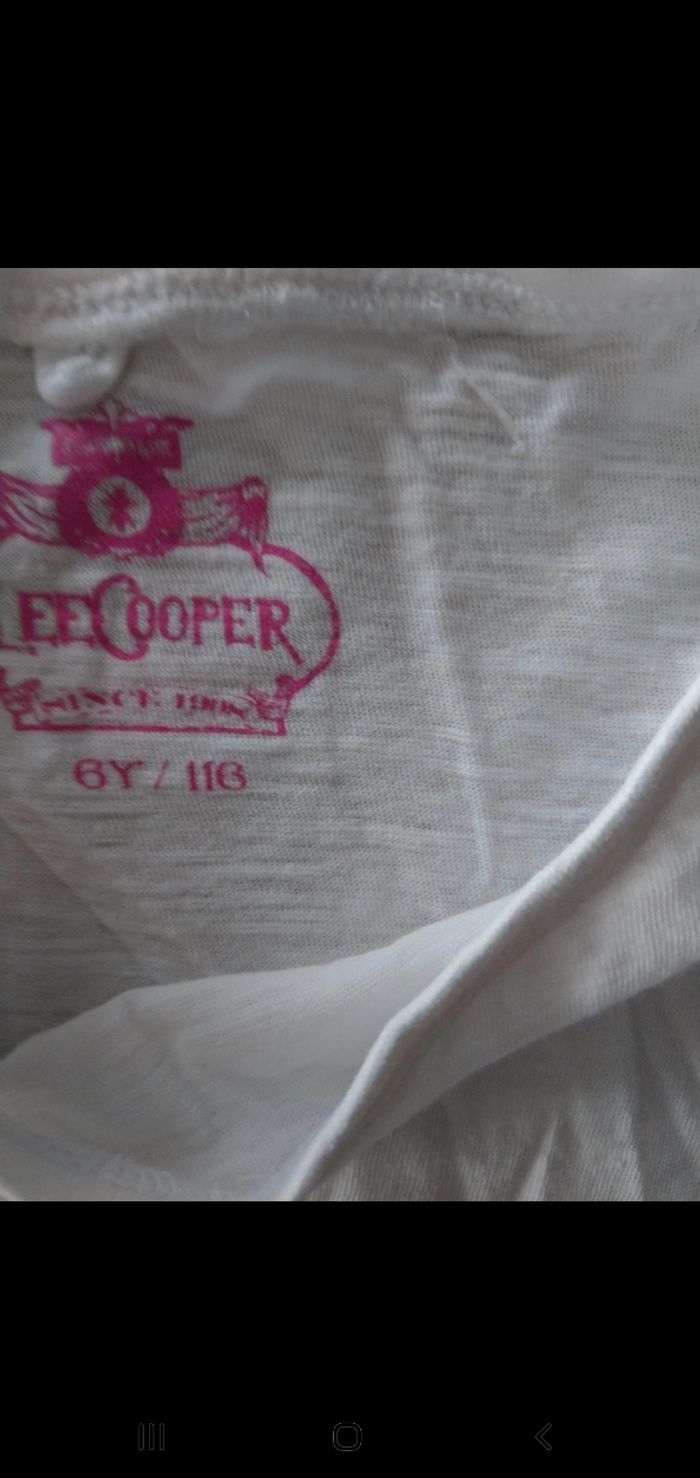 LEE COOPER
SINCE 1908
6Y / 116